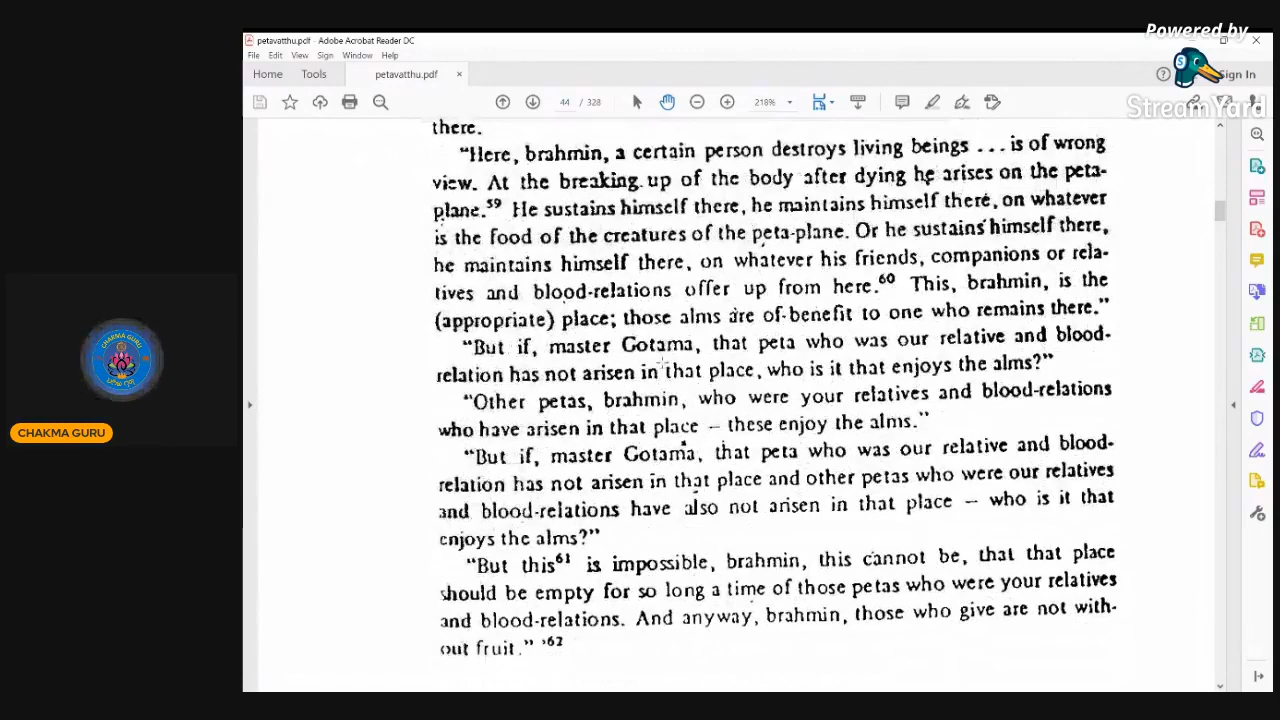 Powered by
StreamYard
petavatthu.pdf - Adobe Acrobat Reader DC
File Edit View Sign Window Help
Home Tools petavatthu.pdf × Sign In
44 / 328 218%
there.
“Here, brahmin, a certain person destroys living beings ... is of wrong
view. At the breaking up of the body after dying he arises on the peta-
plane.59 He sustains himself there, he maintains himself there, on whatever
is the food of the creatures of the peta-plane. Or he sustains himself there,
he maintains himself there, on whatever his friends, companions or rela-
tives and blood-relations offer up from here.60 This, brahmin, is the
(appropriate) place; those alms are of benefit to one who remains there.”
“But if, master Gotama, that peta who was our relative and blood-
relation has not arisen in that place, who is it that enjoys the alms?”
“Other petas, brahmin, who were your relatives and blood-relations
who have arisen in that place – these enjoy the alms.”
“But if, master Gotama, that peta who was our relative and blood-
relation has not arisen in that place and other petas who were our relatives
and blood-relations have also not arisen in that place – who is it that
enjoys the alms?”
“But this61 is impossible, brahmin, this cannot be, that that place
should be empty for so long a time of those petas who were your relatives
and blood-relations. And anyway, brahmin, those who give are not with-
out fruit.” ’62
CHAKMA GURU
CHAKMA GURU